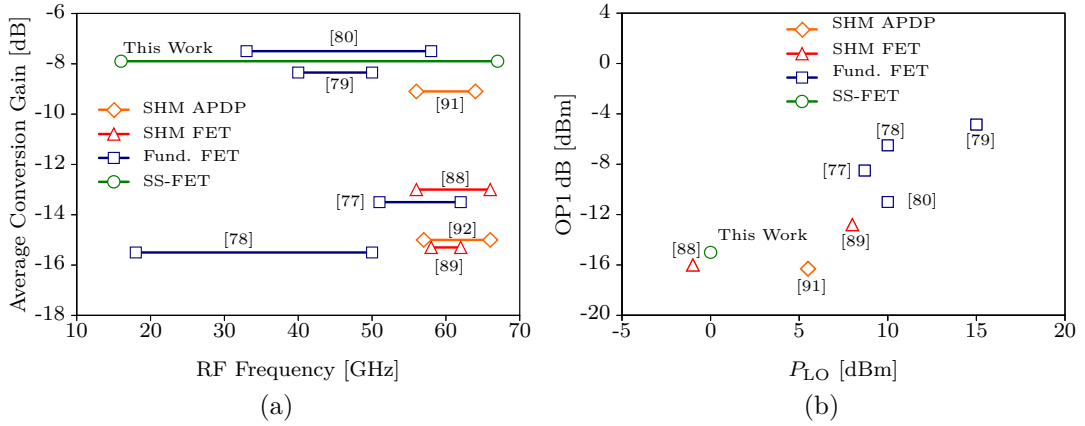 -6
-8
-10
-12
-14
-16
-18
Average Conversion Gain [dB]
[80]
This Work
[79]
[91]
SHM APDP
SHM FET
Fund. FET
SS-FET
[88]
[77]
[92]
[78]
[89]
10 20 30 40 50 60 70
RF Frequency [GHz]
(a)
4
0
-4
-8
-12
-16
-20
OP1 dB [dBm]
SHM APDP
SHM FET
Fund. FET
SS-FET
[78]
[79]
[77]
[80]
This Work
[89]
[88]
[91]
-5 0 5 10 15 20
P_LO [dBm]
(b)